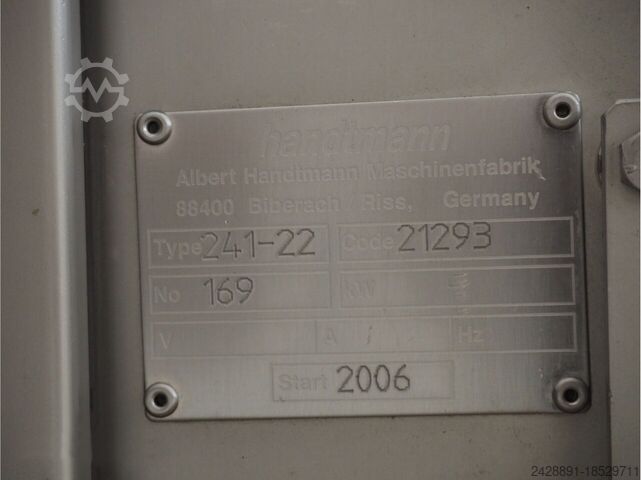 handtmann
Albert Handtmann Maschinenfabrik
88400 Biberach / Riss, Germany
Type 241-22 Code 21293
No 169 kW
V A / Hz
Start 2006
2428891-18529711